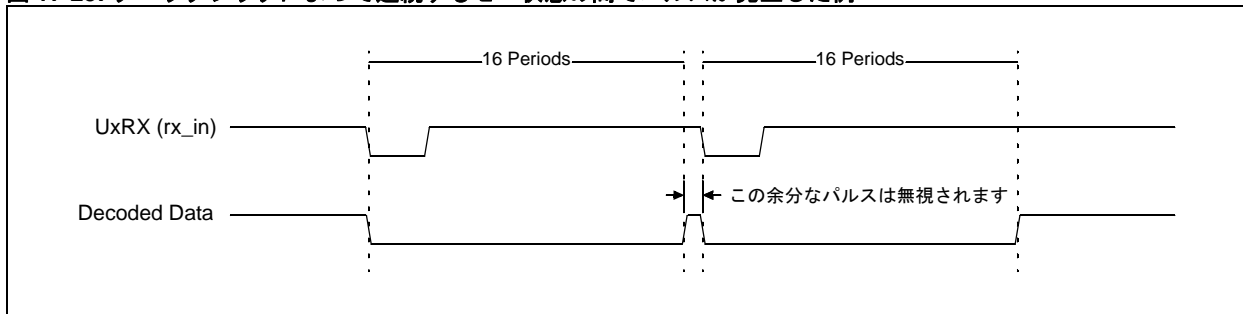 16 Periods 16 Periods
UxRX (rx_in)
この余分なパルスは無視されます
Decoded Data